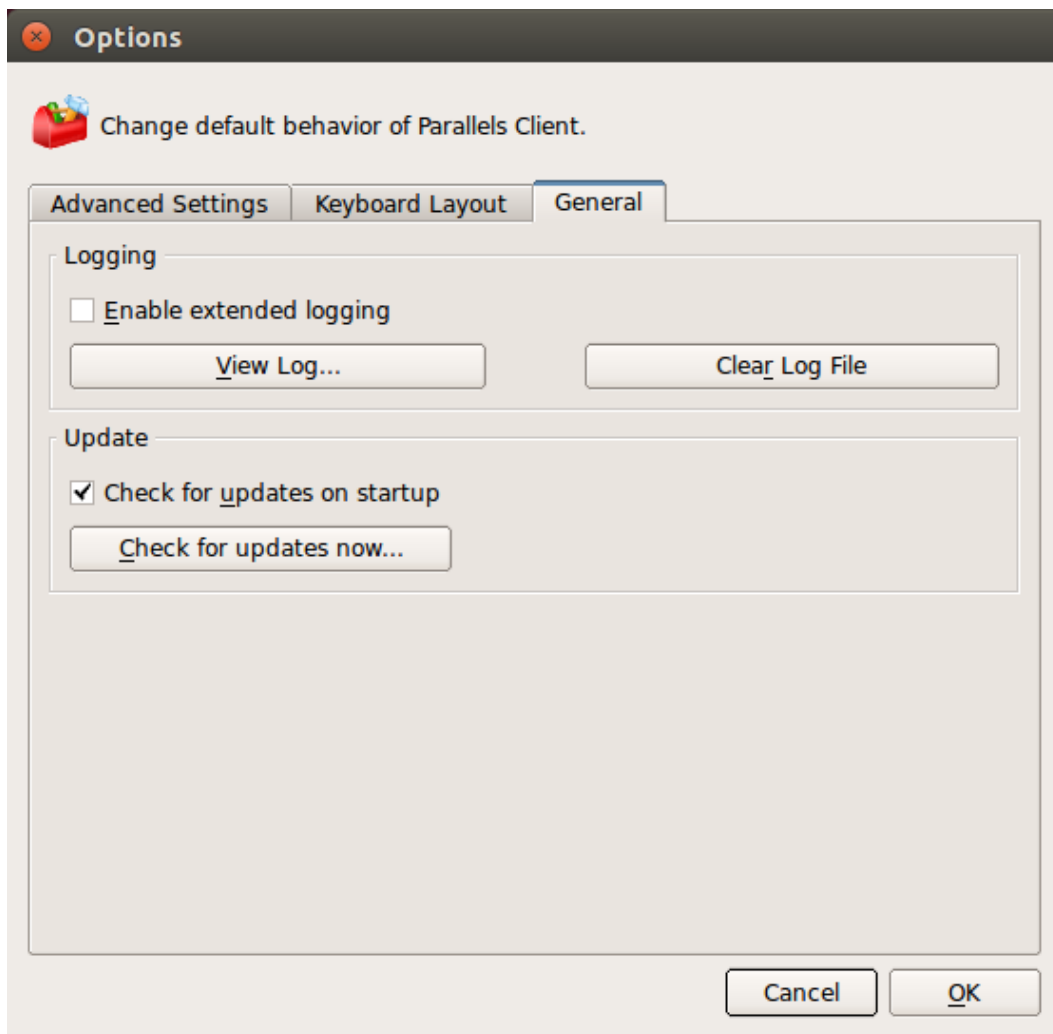 Options
Change default behavior of Parallels Client.
Advanced Settings Keyboard Layout General
Logging
Enable extended logging
View Log... Clear Log File
Update
Check for updates on startup
Check for updates now...
Cancel OK